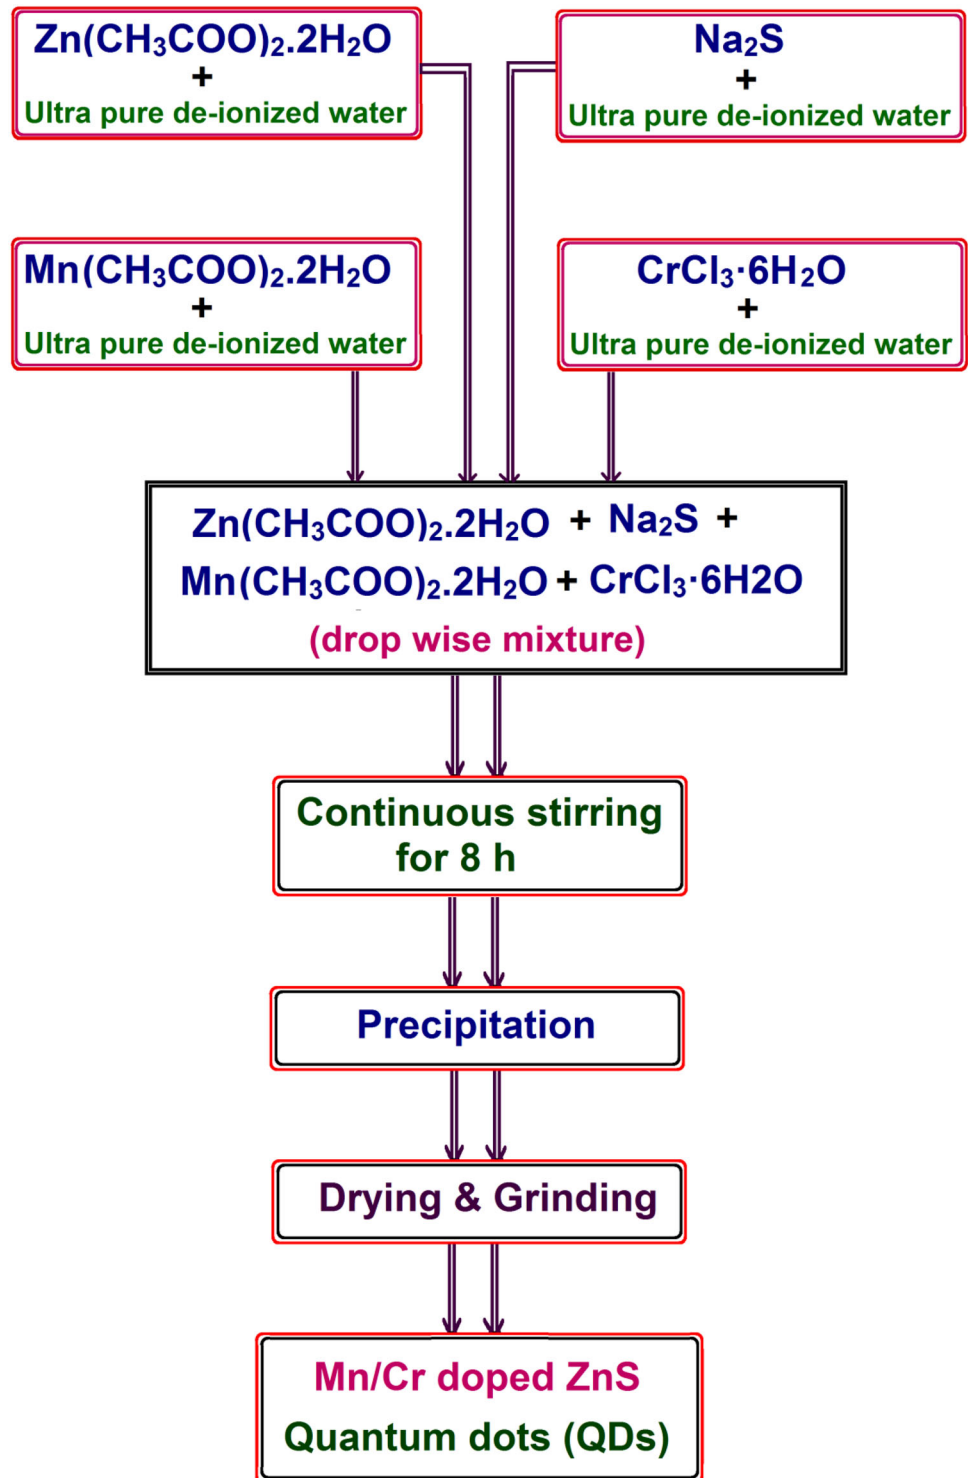 Zn(CH₃COO)₂.2H₂O
+
Ultra pure de-ionized water
Na₂S
+
Ultra pure de-ionized water
Mn(CH₃COO)₂.2H₂O
+
Ultra pure de-ionized water
CrCl₃·6H₂O
+
Ultra pure de-ionized water
Zn(CH₃COO)₂.2H₂O + Na₂S +
Mn(CH₃COO)₂.2H₂O + CrCl₃·6H2O
(drop wise mixture)
Continuous stirring
for 8 h
Precipitation
Drying & Grinding
Mn/Cr doped ZnS
Quantum dots (QDs)